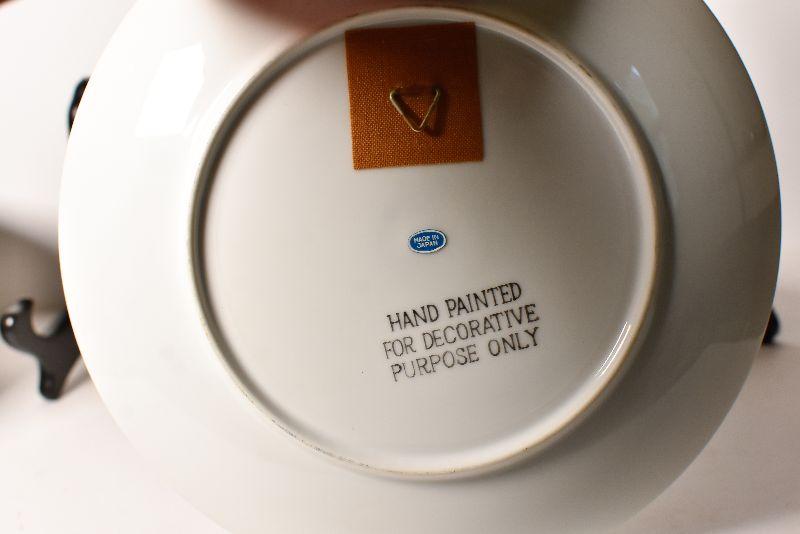 MADE IN
JAPAN
HAND PAINTED
FOR DECORATIVE
PURPOSE ONLY